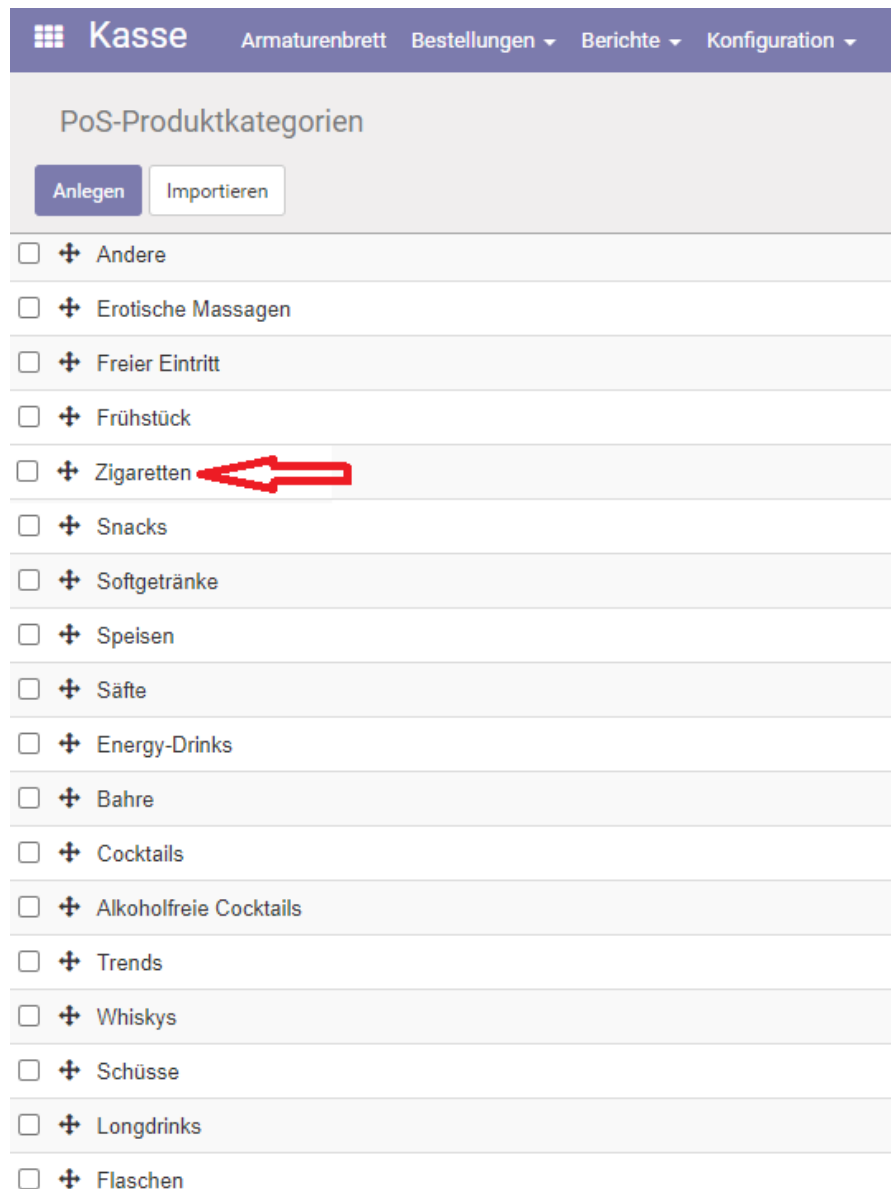 Kasse Armaturenbrett Bestellungen Berichte Konfiguration
PoS-Produktkategorien
Anlegen Importieren
Andere
Erotische Massagen
Freier Eintritt
Frühstück
Zigaretten
Snacks
Softgetränke
Speisen
Säfte
Energy-Drinks
Bahre
Cocktails
Alkoholfreie Cocktails
Trends
Whiskys
Schüsse
Longdrinks
Flaschen